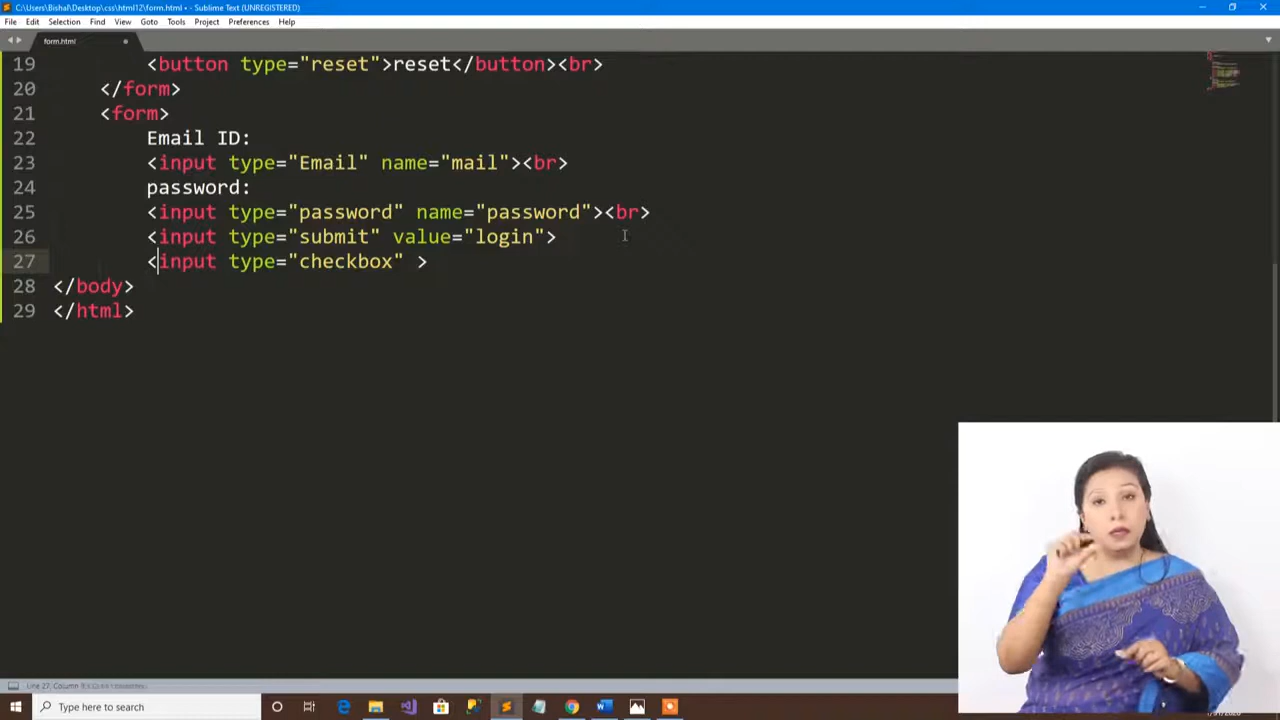 C:\Users\Bishal\Desktop\css\html12\form.html • - Sublime Text (UNREGISTERED)
File Edit Selection Find View Goto Tools Project Preferences Help
form.html
19 <button type="reset">reset</button><br>
20 </form>
21 <form>
22 Email ID:
23 <input type="Email" name="mail"><br>
24 password:
25 <input type="password" name="password"><br>
26 <input type="submit" value="login">
27 <input type="checkbox" >
28 </body>
29 </html>
Line 27, Column
Type here to search